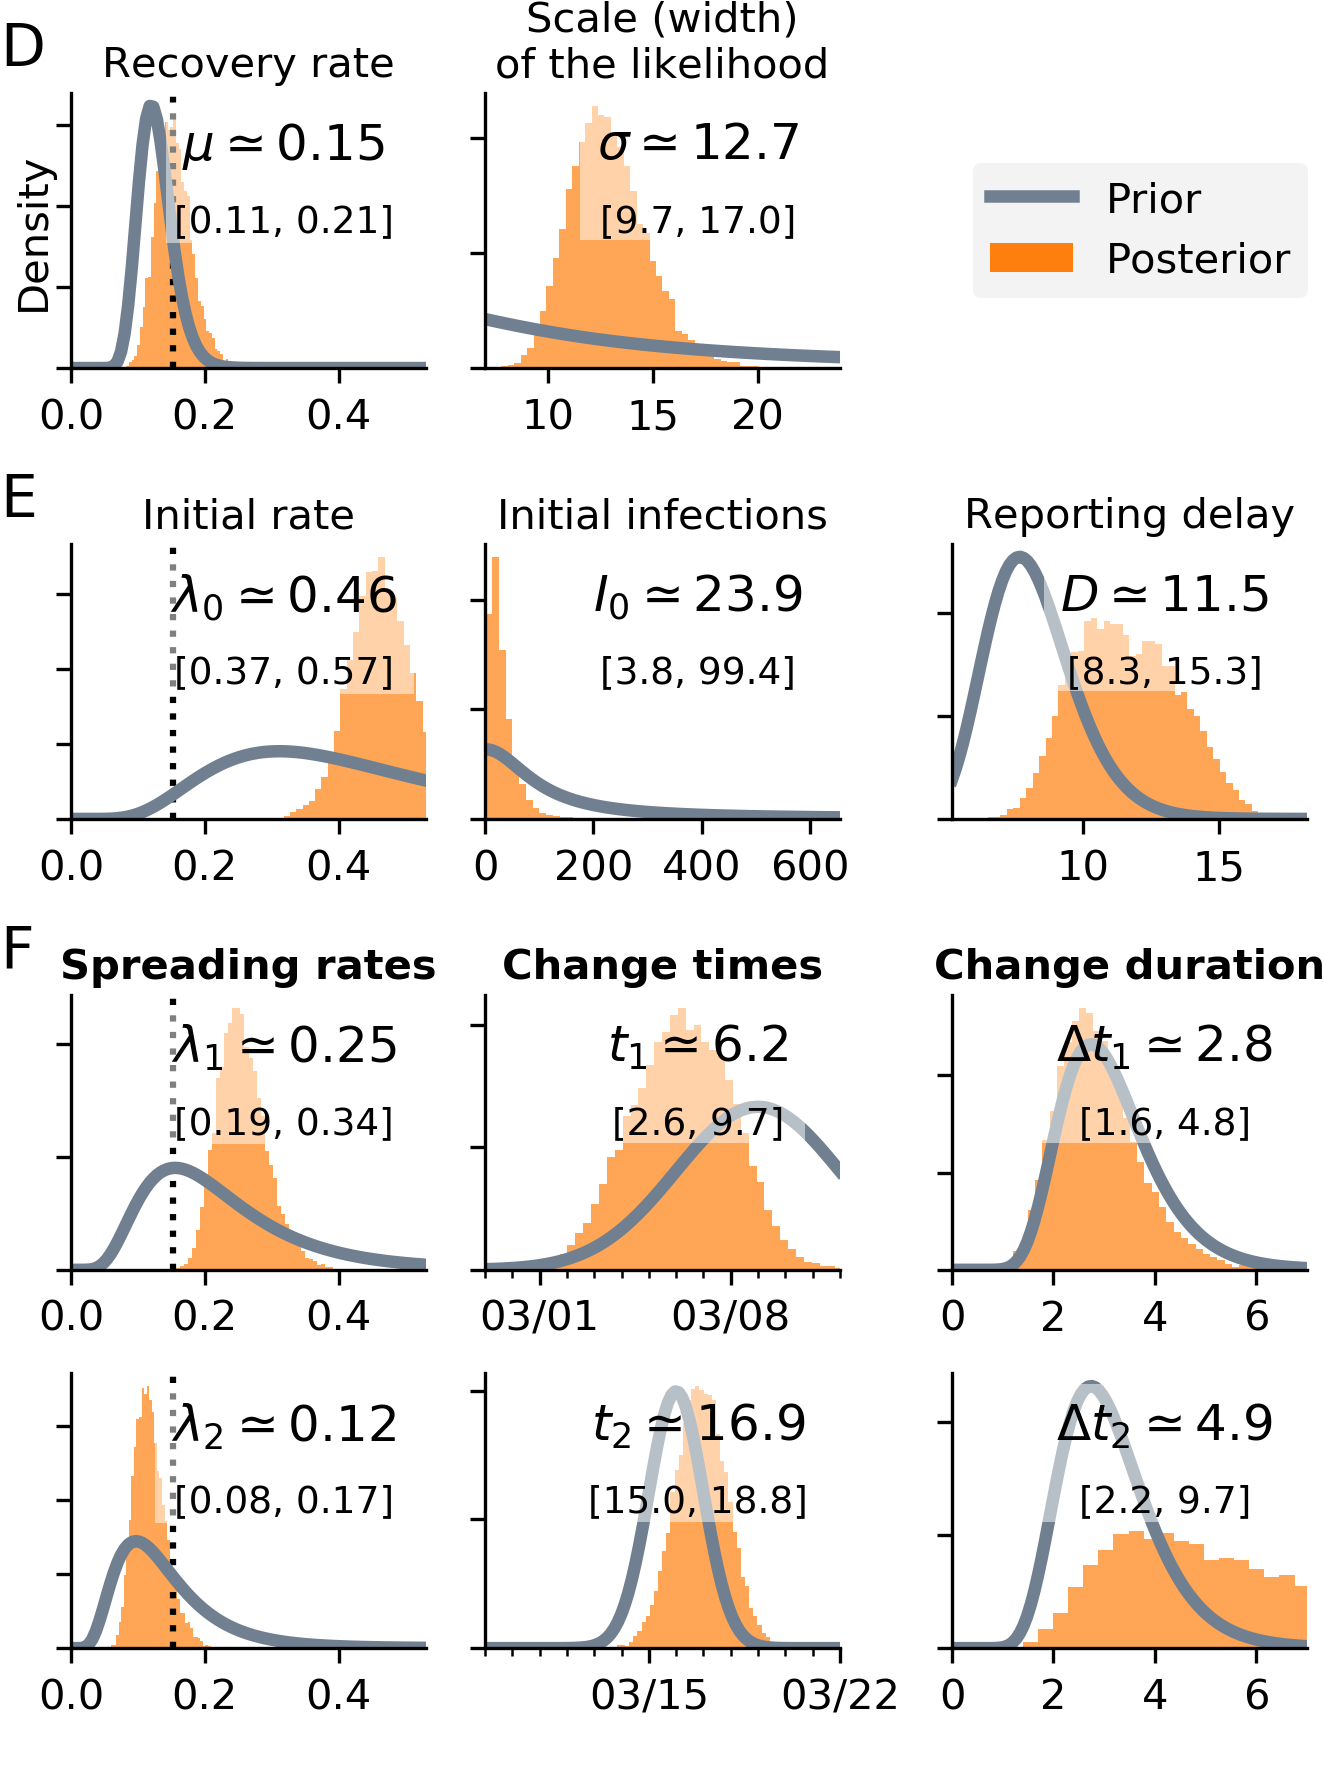 D
Recovery rate
Scale (width)
of the likelihood
Density
μ ≃ 0.15
[0.11, 0.21]
0.0 0.2 0.4
σ ≃ 12.7
[9.7, 17.0]
10 15 20
Prior
Posterior
E
Initial rate
λ0 ≃ 0.46
[0.37, 0.57]
0.0 0.2 0.4
Initial infections
I0 ≃ 23.9
[3.8, 99.4]
0 200 400 600
Reporting delay
D ≃ 11.5
[8.3, 15.3]
10 15
F
Spreading rates
λ1 ≃ 0.25
[0.19, 0.34]
0.0 0.2 0.4
Change times
t1 ≃ 6.2
[2.6, 9.7]
03/01 03/08
Change duration
Δt1 ≃ 2.8
[1.6, 4.8]
0 2 4 6
λ2 ≃ 0.12
[0.08, 0.17]
0.0 0.2 0.4
t2 ≃ 16.9
[15.0, 18.8]
03/15 03/22
Δt2 ≃ 4.9
[2.2, 9.7]
0 2 4 6